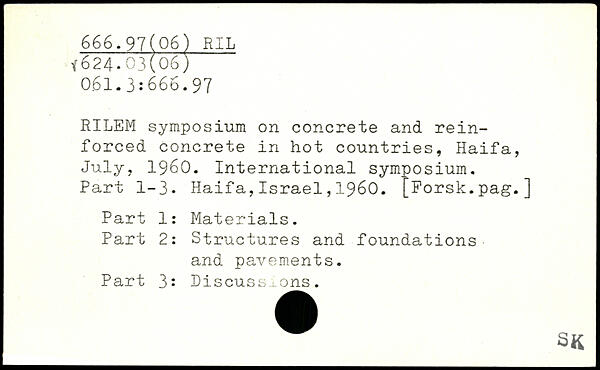 666.97(06) RIL
624.03(06)
061.3:666.97
RILEM symposium on concrete and rein-
forced concrete in hot countries, Haifa,
July, 1960. International symposium.
Part 1-3. Haifa,Israel,1960. [Forsk.pag.]
Part 1: Materials.
Part 2: Structures and foundations
and pavements.
Part 3: Discussions.
SK